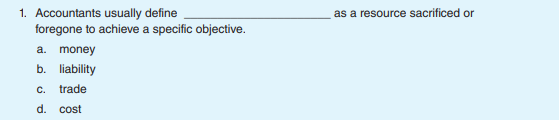 1. Accountants usually define ______________________ as a resource sacrificed or
foregone to achieve a specific objective.
a. money
b. liability
c. trade
d. cost